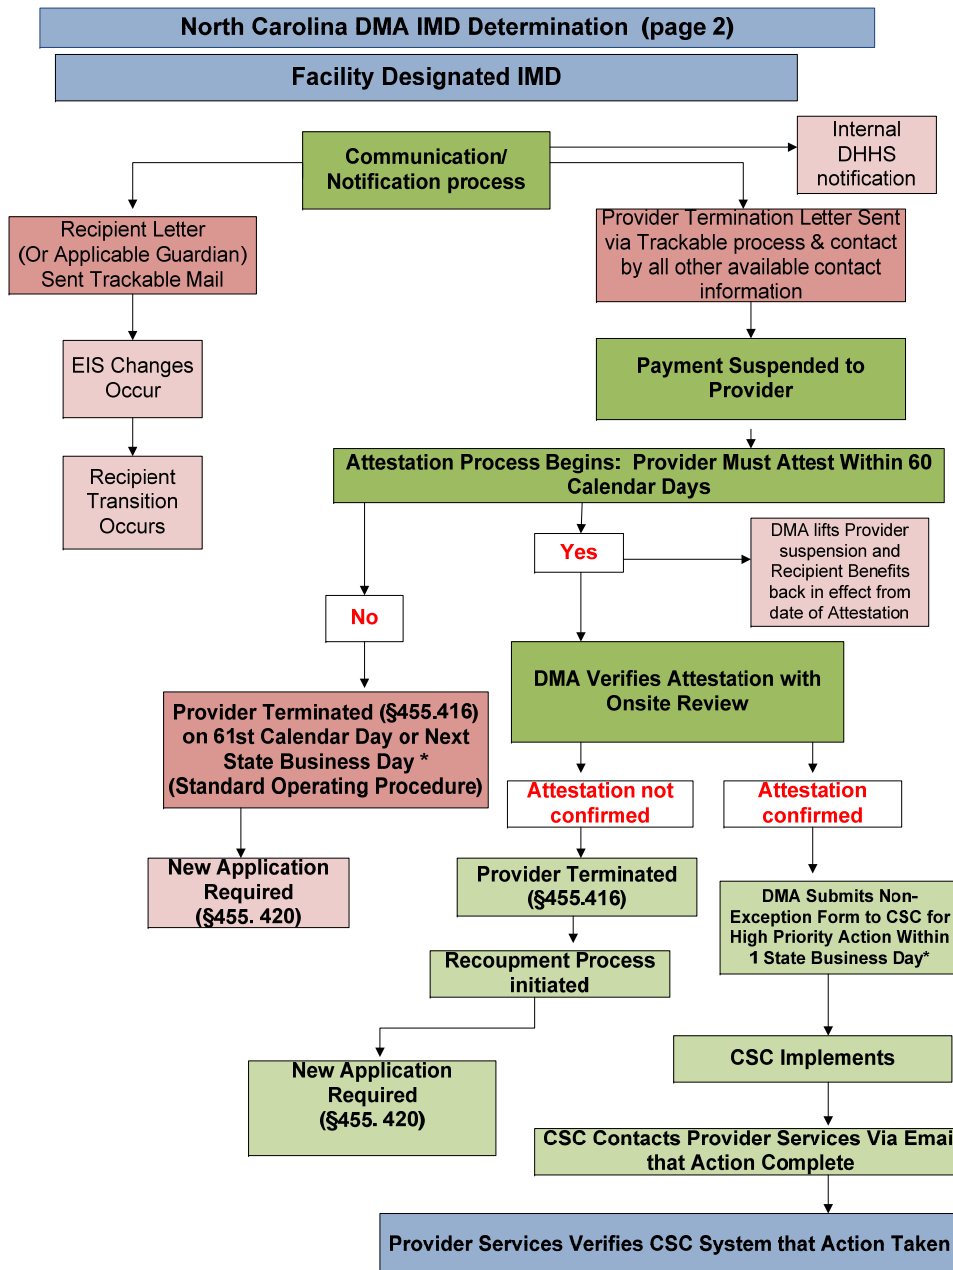 North Carolina DMA IMD Determination (page 2)
Facility Designated IMD
Communication/
Notification process
Internal
DHHS
notification
Recipient Letter
(Or Applicable Guardian)
Sent Trackable Mail
Provider Termination Letter Sent
via Trackable process & contact
by all other available contact
information
EIS Changes
Occur
Payment Suspended to
Provider
Recipient
Transition
Occurs
Attestation Process Begins: Provider Must Attest Within 60
Calendar Days
Yes
DMA lifts Provider
suspension and
Recipient Benefits
back in effect from
date of Attestation
No
DMA Verifies Attestation with
Onsite Review
Provider Terminated (§455.416)
on 61st Calendar Day or Next
State Business Day *
(Standard Operating Procedure)
Attestation not
confirmed
Attestation
confirmed
New Application
Required
(§455. 420)
Provider Terminated
(§455.416)
DMA Submits Non-
Exception Form to CSC for
High Priority Action Within
1 State Business Day*
Recoupment Process
initiated
CSC Implements
New Application
Required
(§455. 420)
CSC Contacts Provider Services Via Emai
that Action Complete
Provider Services Verifies CSC System that Action Taken